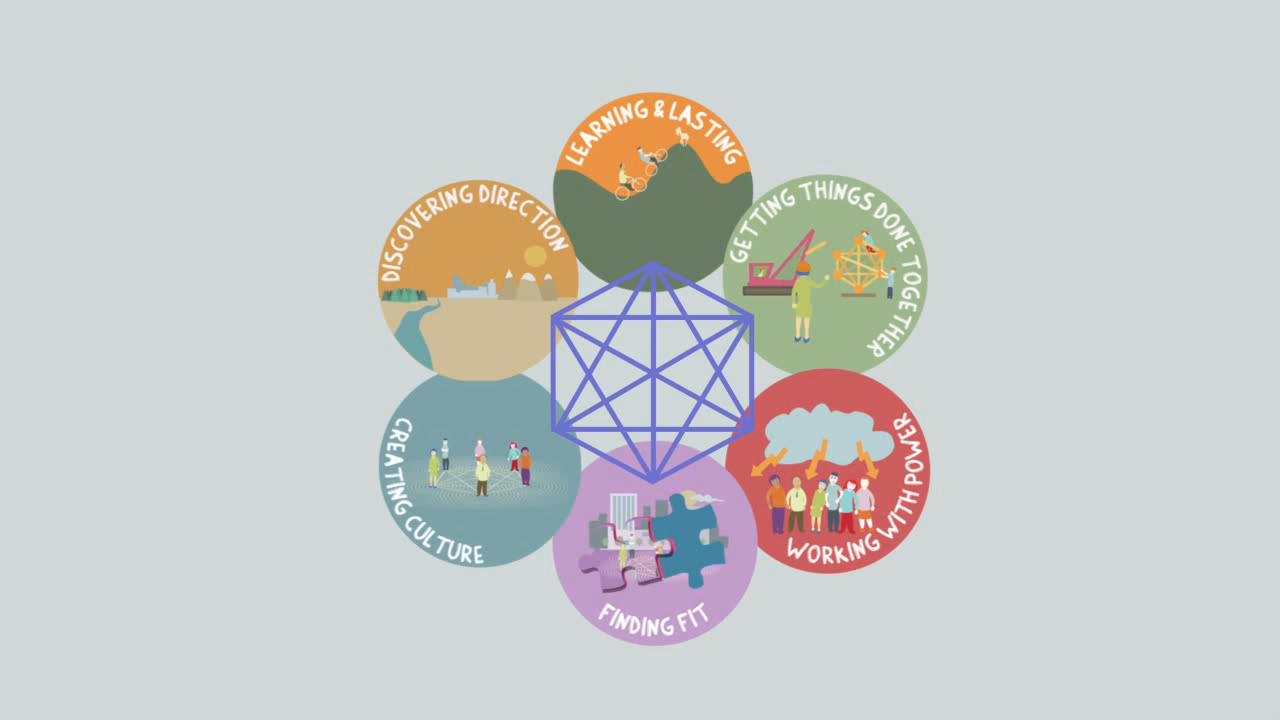 LEARNING & LASTING
GETTING THINGS DONE TOGETHER
WORKING WITH POWER
FINDING FIT
CREATING CULTURE
DISCOVERING DIRECTION